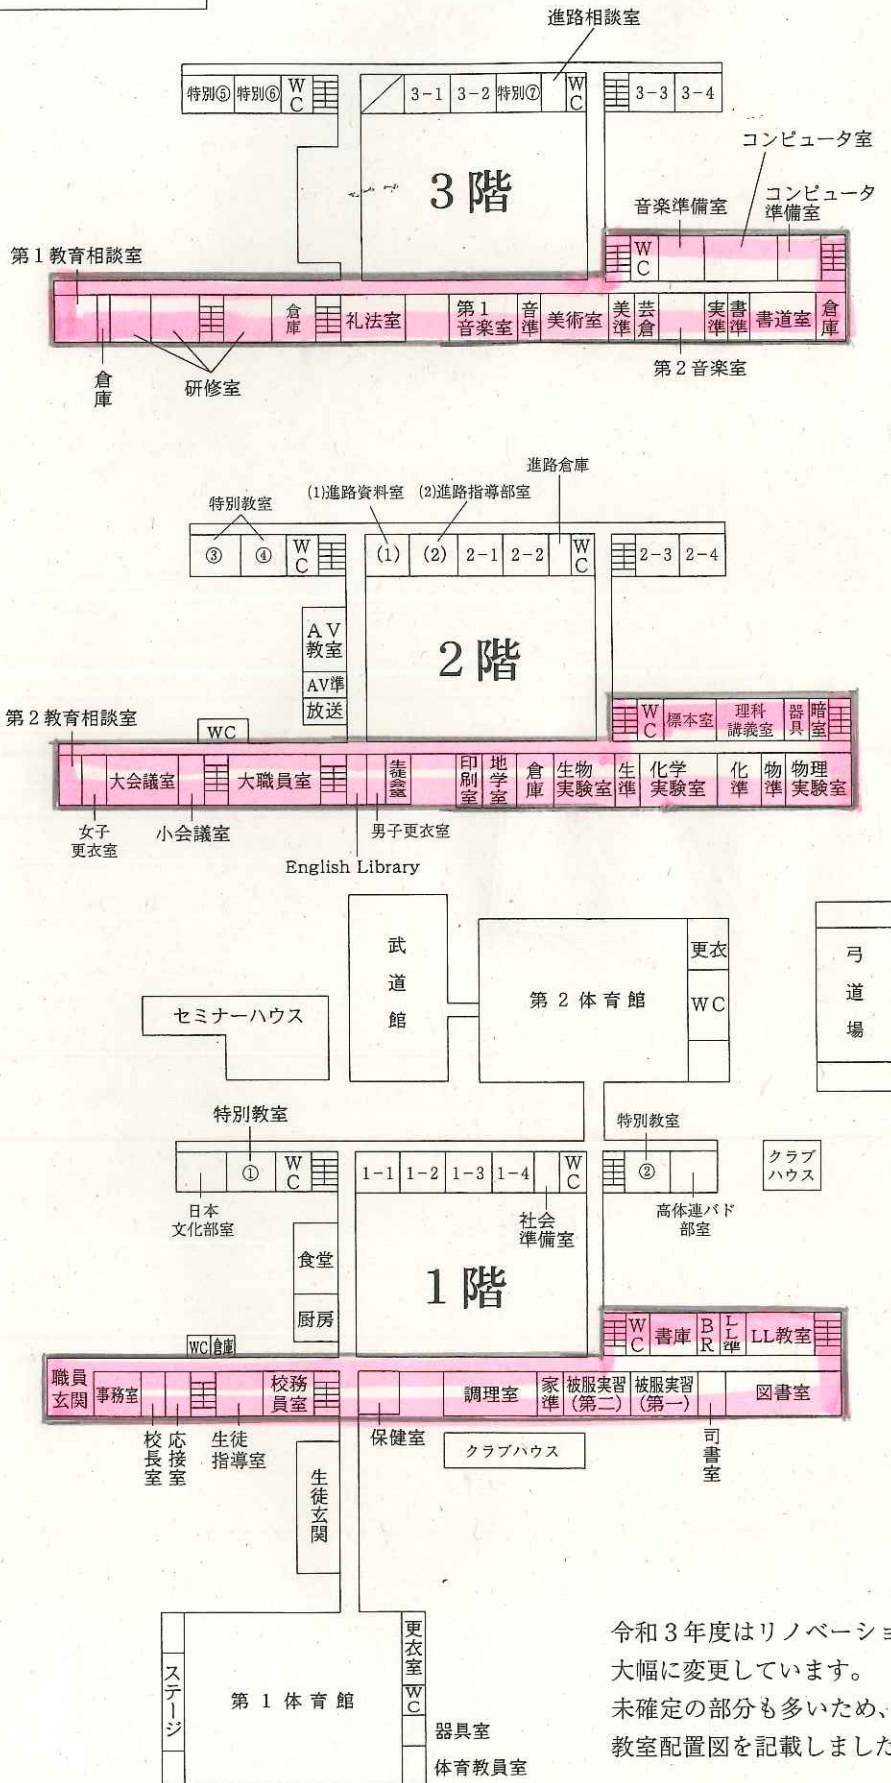 進路相談室
特別⑤ 特別⑥ WC 3-1 3-2 特別⑦ WC 3-3 3-4
3階
コンピュータ室
音楽準備室
コンピュータ
準備室
第1教育相談室
WC
倉庫 礼法室 第1音楽室 音準 美術室 美準 芸倉 実準 書準 書道室 倉庫
倉庫
研修室
第2音楽室
進路倉庫
特別教室
(1)進路資料室 (2)進路指導部室
③ ④ WC (1) (2) 2-1 2-2 WC 2-3 2-4
AV教室
AV準
放送
2階
第2教育相談室
WC
WC 標本室 理科講義室 器具 暗室
大会議室 大職員室 生徒会室 印刷室 地学室 倉庫 生物実験室 生準 化学実験室 化準 物準 物理実験室
女子
更衣室
小会議室
English Library
男子更衣室
武道館
第2体育館
更衣
WC
弓道場
セミナーハウス
特別教室
特別教室
① WC 1-1 1-2 1-3 1-4 WC ②
クラブ
ハウス
日本
文化部室
社会
準備室
高体連バド
部室
食堂
厨房
1階
WC 倉庫
WC 書庫 BR LL準 LL教室
職員玄関 事務室 校務員室 調理室 家準 被服実習(第二) 被服実習(第一) 図書室
校長室
応接室
生徒
指導室
保健室
クラブハウス
司書室
生徒玄関
ステージ
第1体育館
更衣室
WC
器具室
体育教員室
令和3年度はリノベーショ
大幅に変更しています。
未確定の部分も多いため、
教室配置図を記載しました